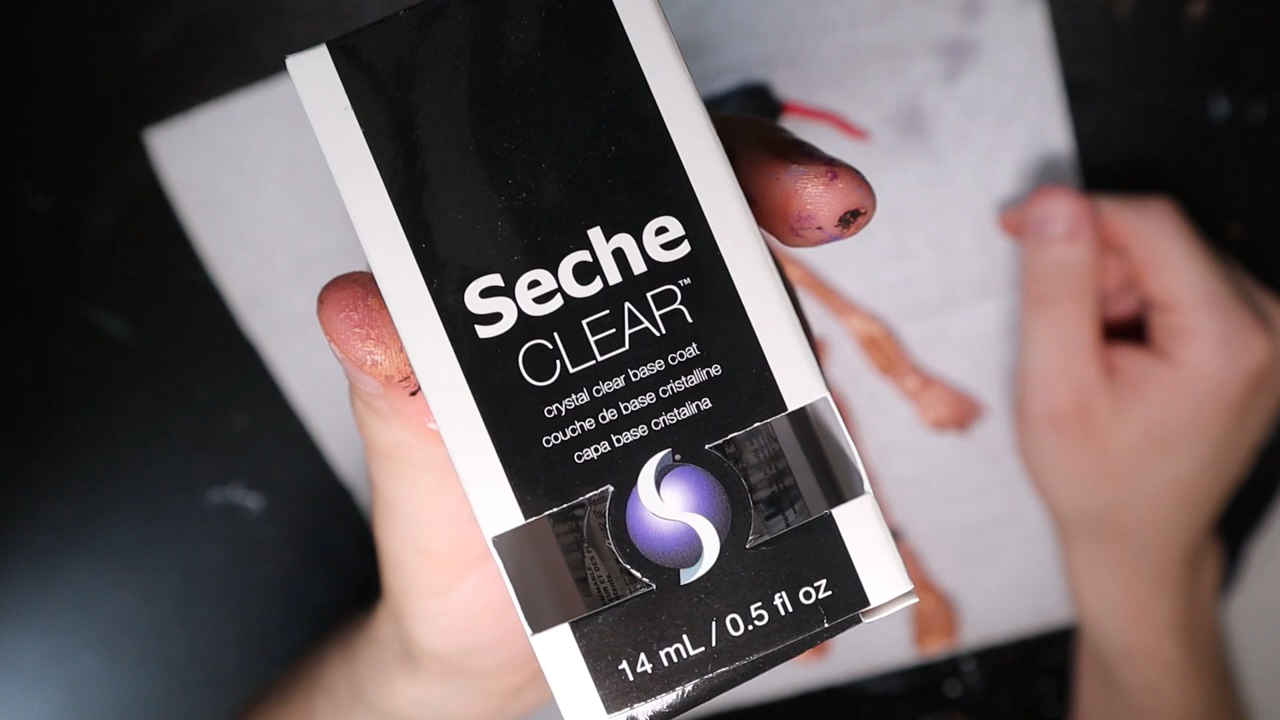 Seche
CLEAR™
crystal clear base coat
couche de base cristalline
capa base cristalina
®
14 mL / 0.5 fl oz